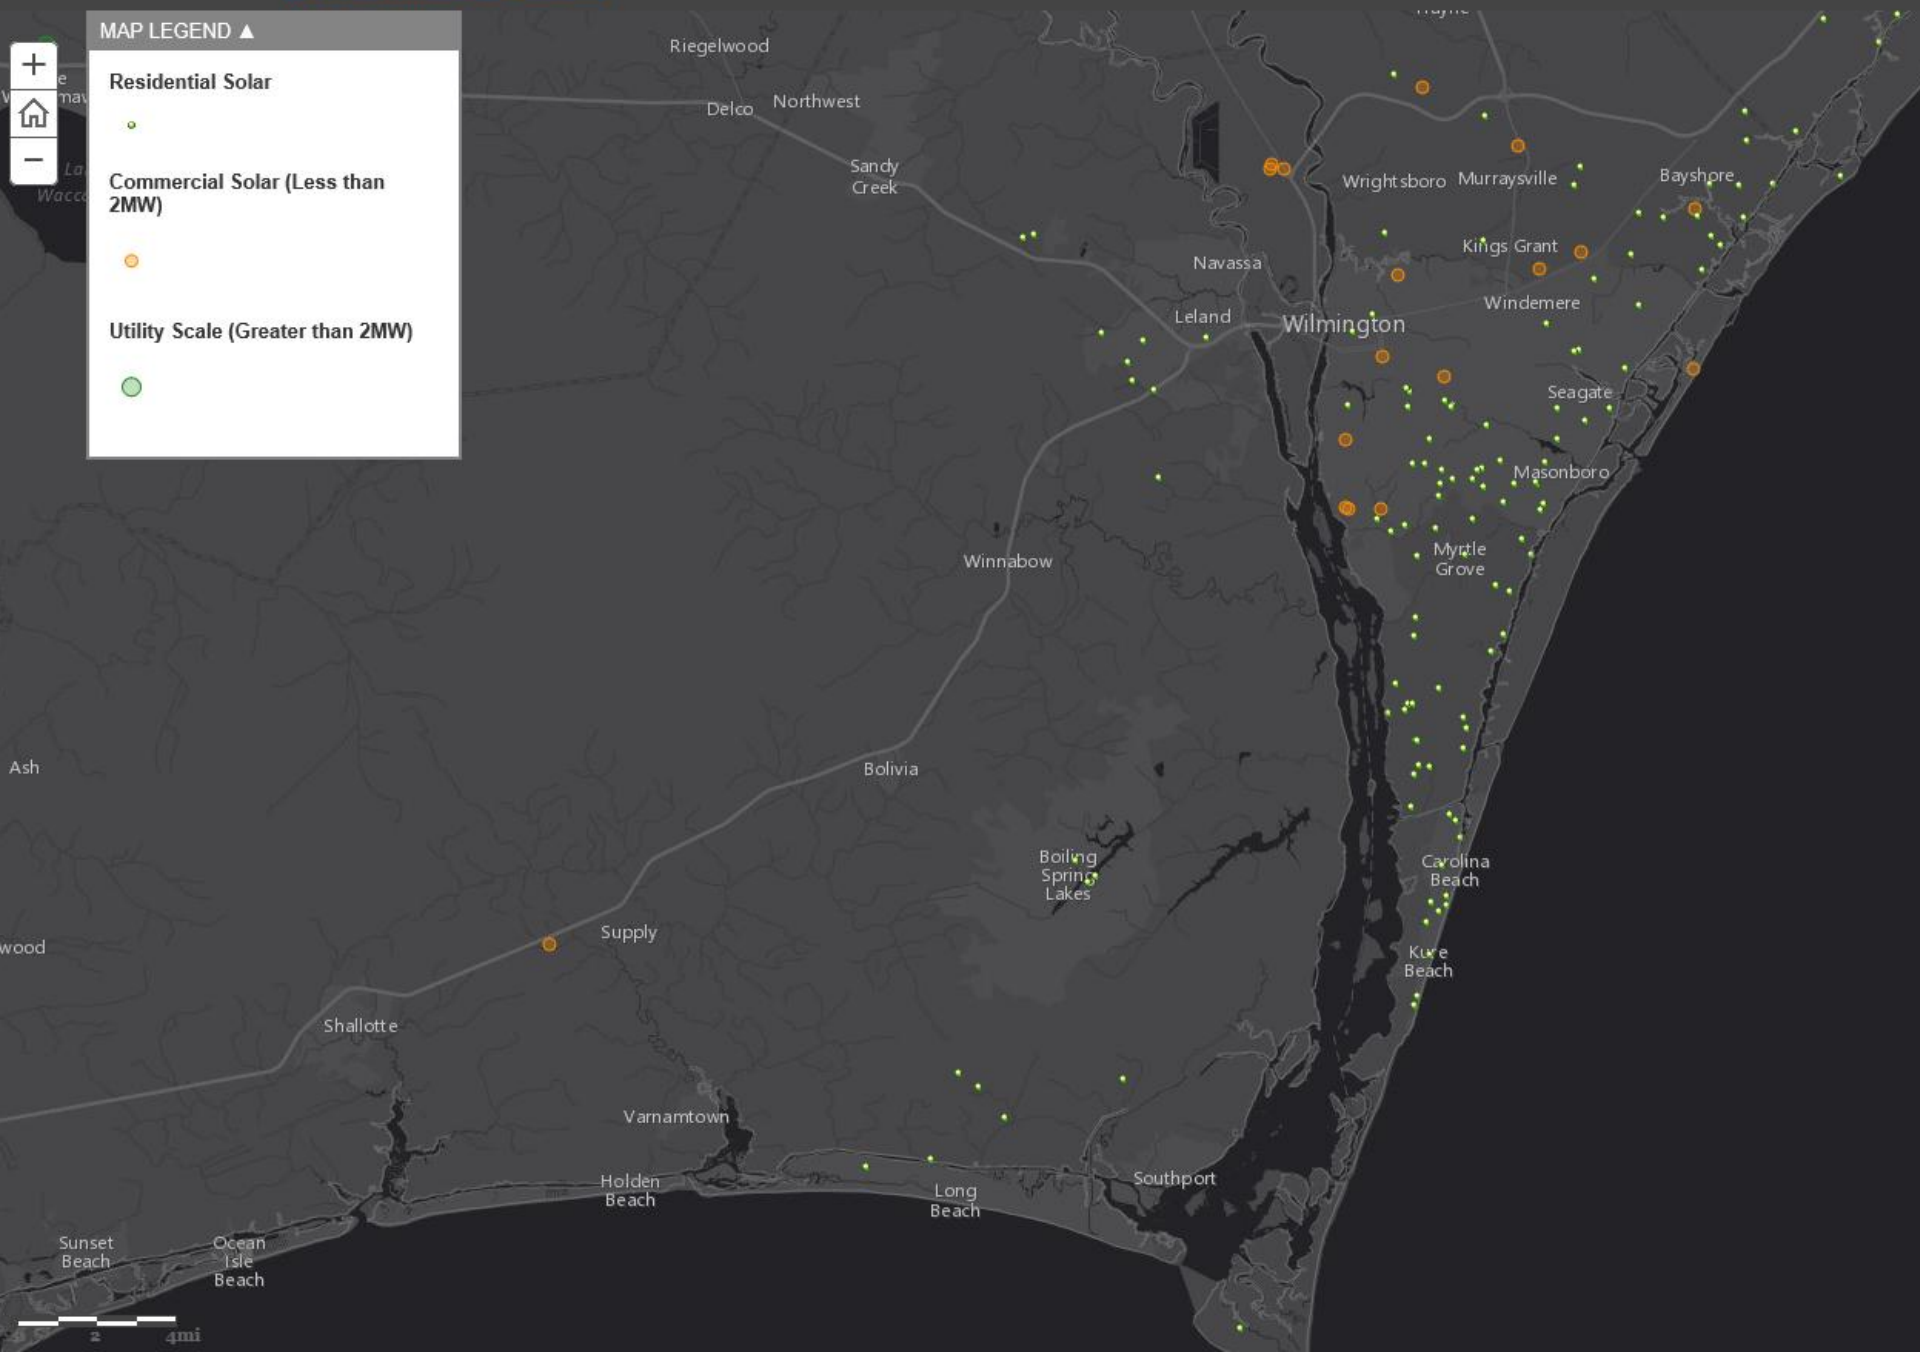 MAP LEGEND ▲
Residential Solar
Commercial Solar (Less than
2MW)
Utility Scale (Greater than 2MW)
+
−
Riegelwood
Delco
Northwest
Sandy
Creek
Wrightsboro
Murraysville
Bayshore
Kings Grant
Navassa
Windemere
Leland
Wilmington
Seagate
Masonboro
Winnabow
Myrtle
Grove
Ash
Bolivia
Boiling
Spring
Lakes
Carolina
Beach
Supply
wood
Kure
Beach
Shallotte
Varnamtown
Holden
Beach
Long
Beach
Southport
Sunset
Beach
Ocean
Isle
Beach
2
4mi